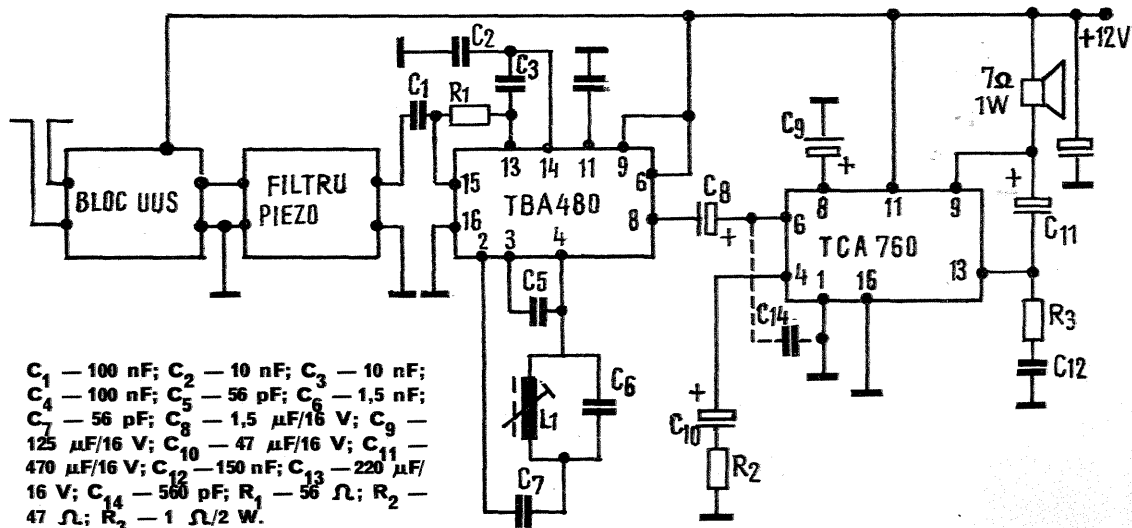 +12V
C2
C3
C1
R1
7Ω
1W
C9
13
14
11
9
15
16
TBA480
6
8
2
3
4
BLOC UUS
FILTRU
PIEZO
C8
+
+
8
11
9
6
TCA 760
4
1
16
13
+
C11
C5
C14
R3
C12
L1
C6
C7
+
C10
R2
C1 — 100 nF; C2 — 10 nF; C3 — 10 nF;
C4 — 100 nF; C5 — 56 pF; C6 — 1,5 nF;
C7 — 56 pF; C8 — 1,5 µF/16 V; C9 —
125 µF/16 V; C10 — 47 µF/16 V; C11 —
470 µF/16 V; C12 — 150 nF; C13 — 220 µF/
16 V; C14 — 560 pF; R1 — 56 Ω; R2 —
47 Ω; R3 — 1 Ω/2 W.